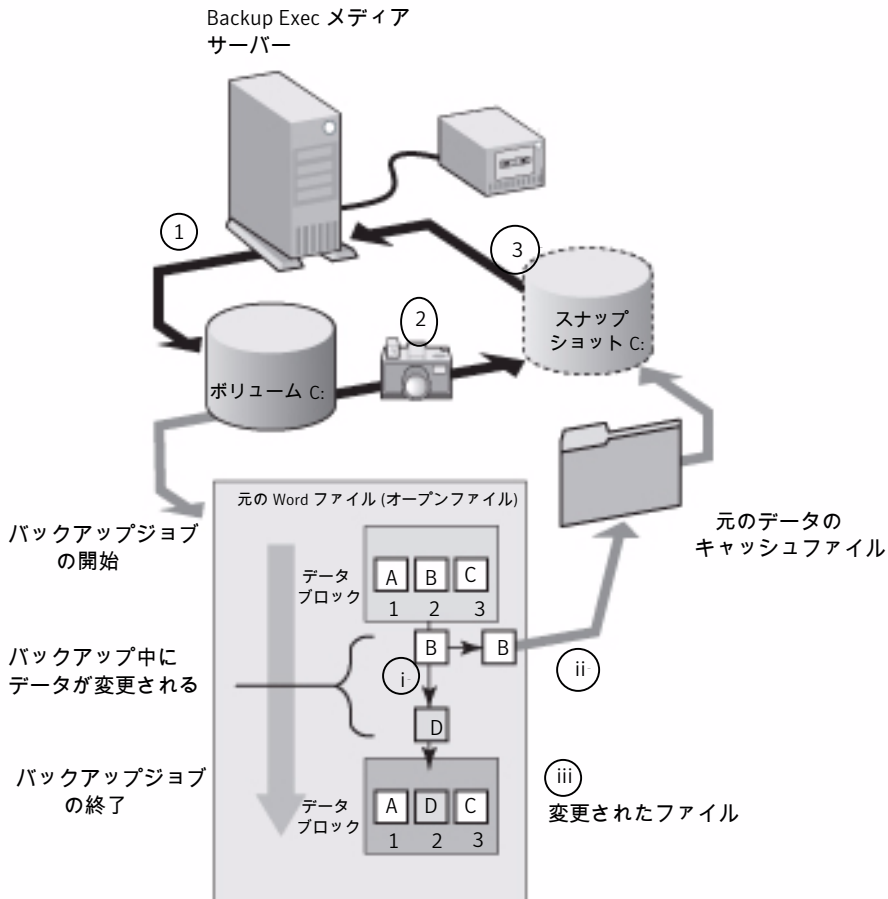 Backup Exec メディア
サーバー
1
2
3
スナップ
ショット C:
ボリューム C:
元の Word ファイル (オープンファイル)
バックアップジョブ
の開始
元のデータの
キャッシュファイル
データ
ブロック
A B C
1 2 3
バックアップ中に
データが変更される
B B
i
ii
D
バックアップジョブ
の終了
データ
ブロック
A D C
1 2 3
iii
変更されたファイル